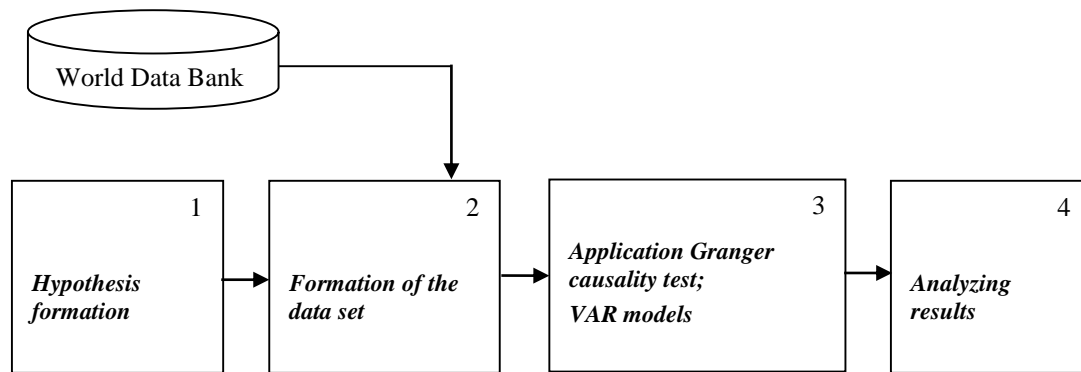 World Data Bank
1
Hypothesis
formation
2
Formation of the
data set
3
Application Granger
causality test;
VAR models
4
Analyzing
results